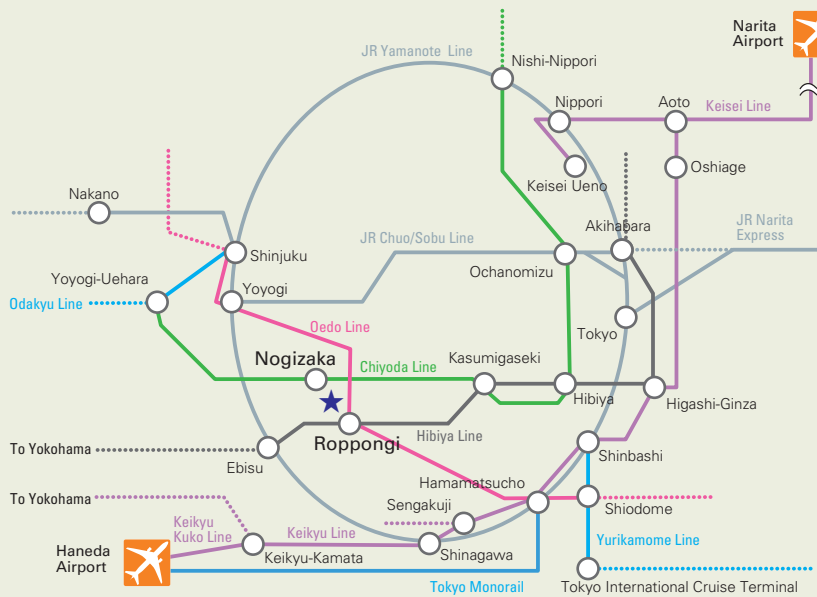 Narita
Airport
JR Yamanote Line
Nishi-Nippori
Nippori
Aoto
Keisei Line
Oshiage
Keisei Ueno
Nakano
Akihabara
JR Narita
Express
JR Chuo/Sobu Line
Shinjuku
Ochanomizu
Yoyogi-Uehara
Yoyogi
Odakyu Line
Tokyo
Oedo Line
Nogizaka
Chiyoda Line
Kasumigaseki
Hibiya
Higashi-Ginza
Roppongi
Hibiya Line
To Yokohama
Ebisu
Shinbashi
Hamamatsucho
To Yokohama
Sengakuji
Shiodome
Keikyu
Kuko Line
Keikyu Line
Yurikamome Line
Haneda
Airport
Keikyu-Kamata
Shinagawa
Tokyo Monorail
Tokyo International Cruise Terminal